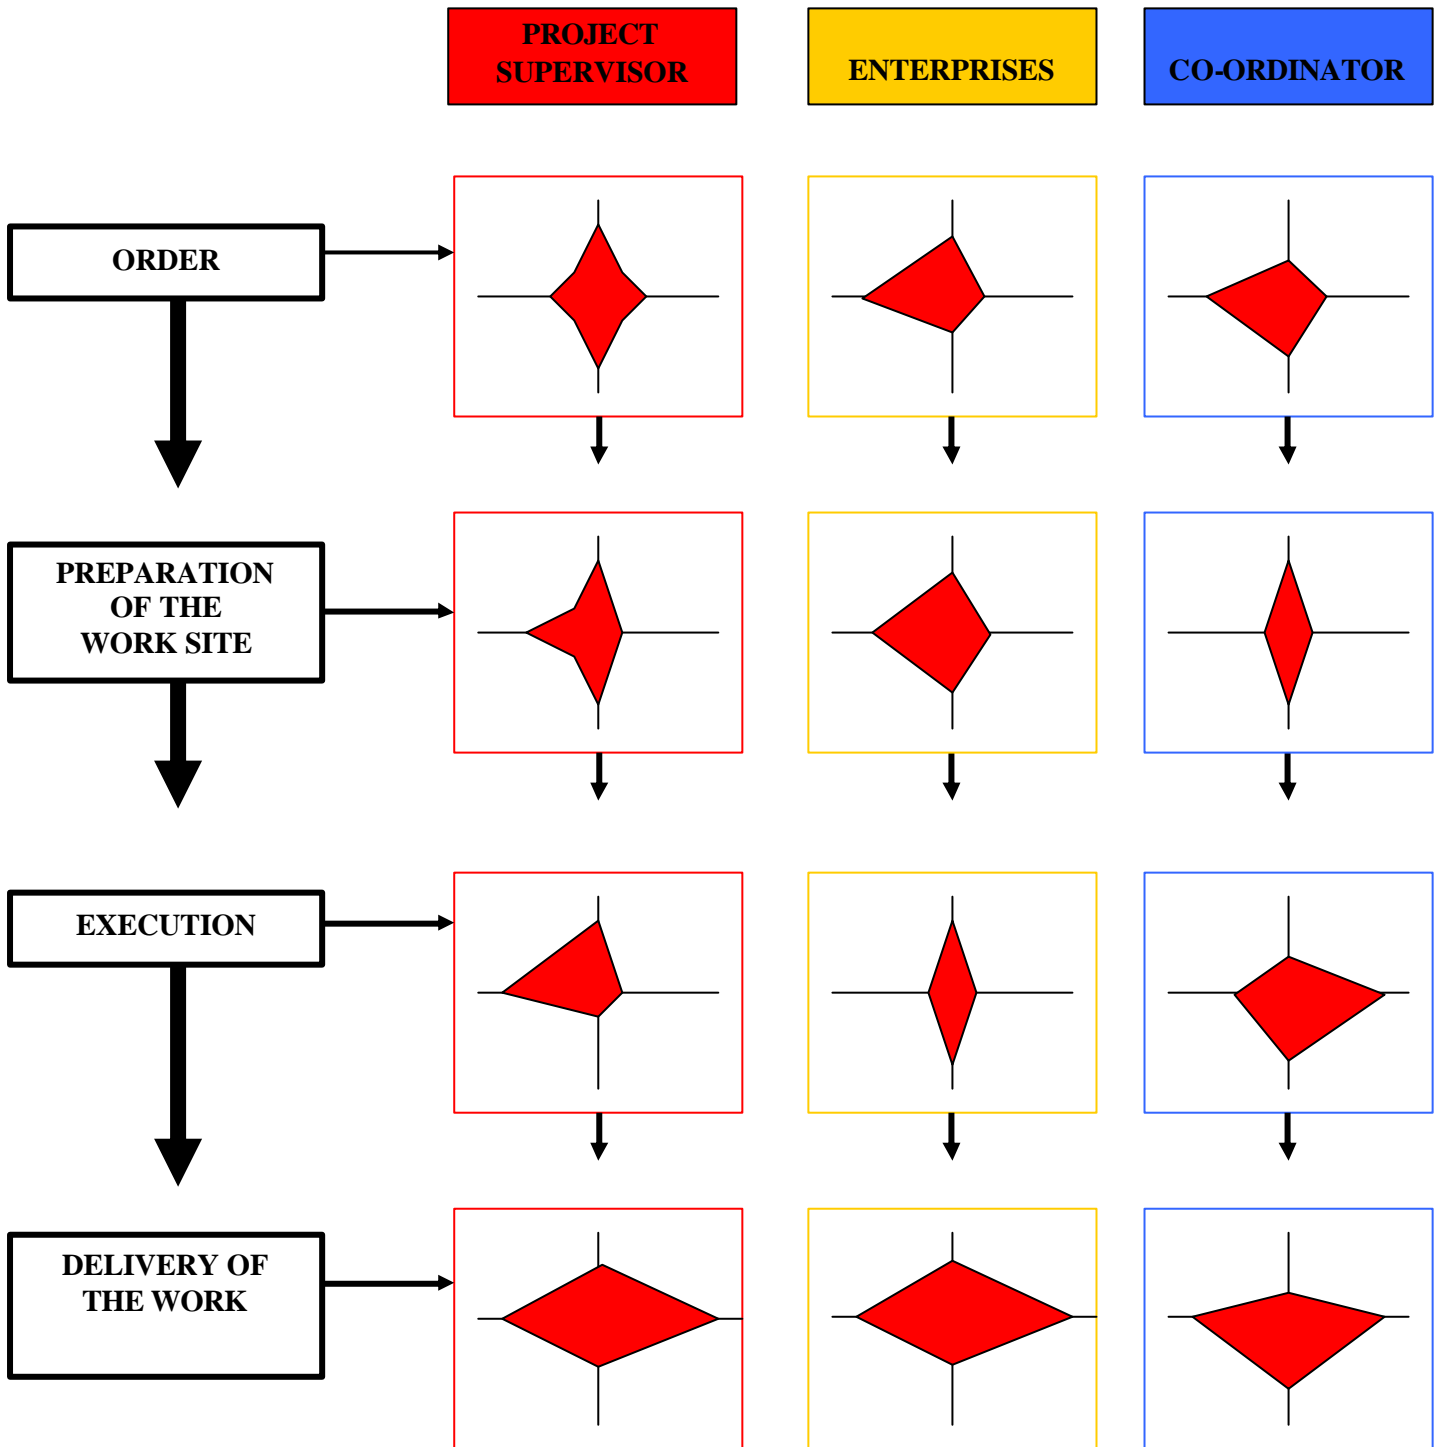 PROJECT
SUPERVISOR
ENTERPRISES
CO-ORDINATOR
ORDER
PREPARATION
OF THE
WORK SITE
EXECUTION
DELIVERY OF
THE WORK